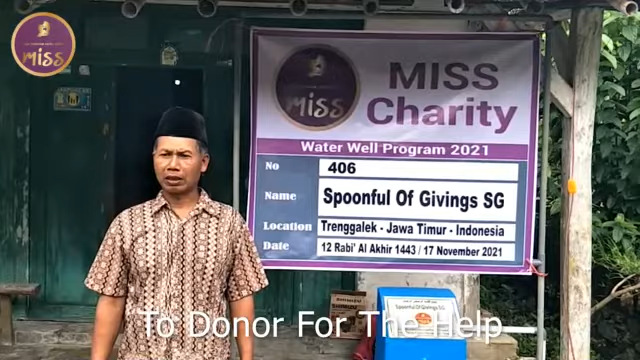 miss
miss
MISS
Charity
Water Well Program 2021
No 406
Name Spoonful Of Givings SG
Location Trenggalek - Jawa Timur - Indonesia
Date 12 Rabi' Al Akhir 1443 / 17 November 2021
Spoonful Of Givings SG
To Donor For The Help